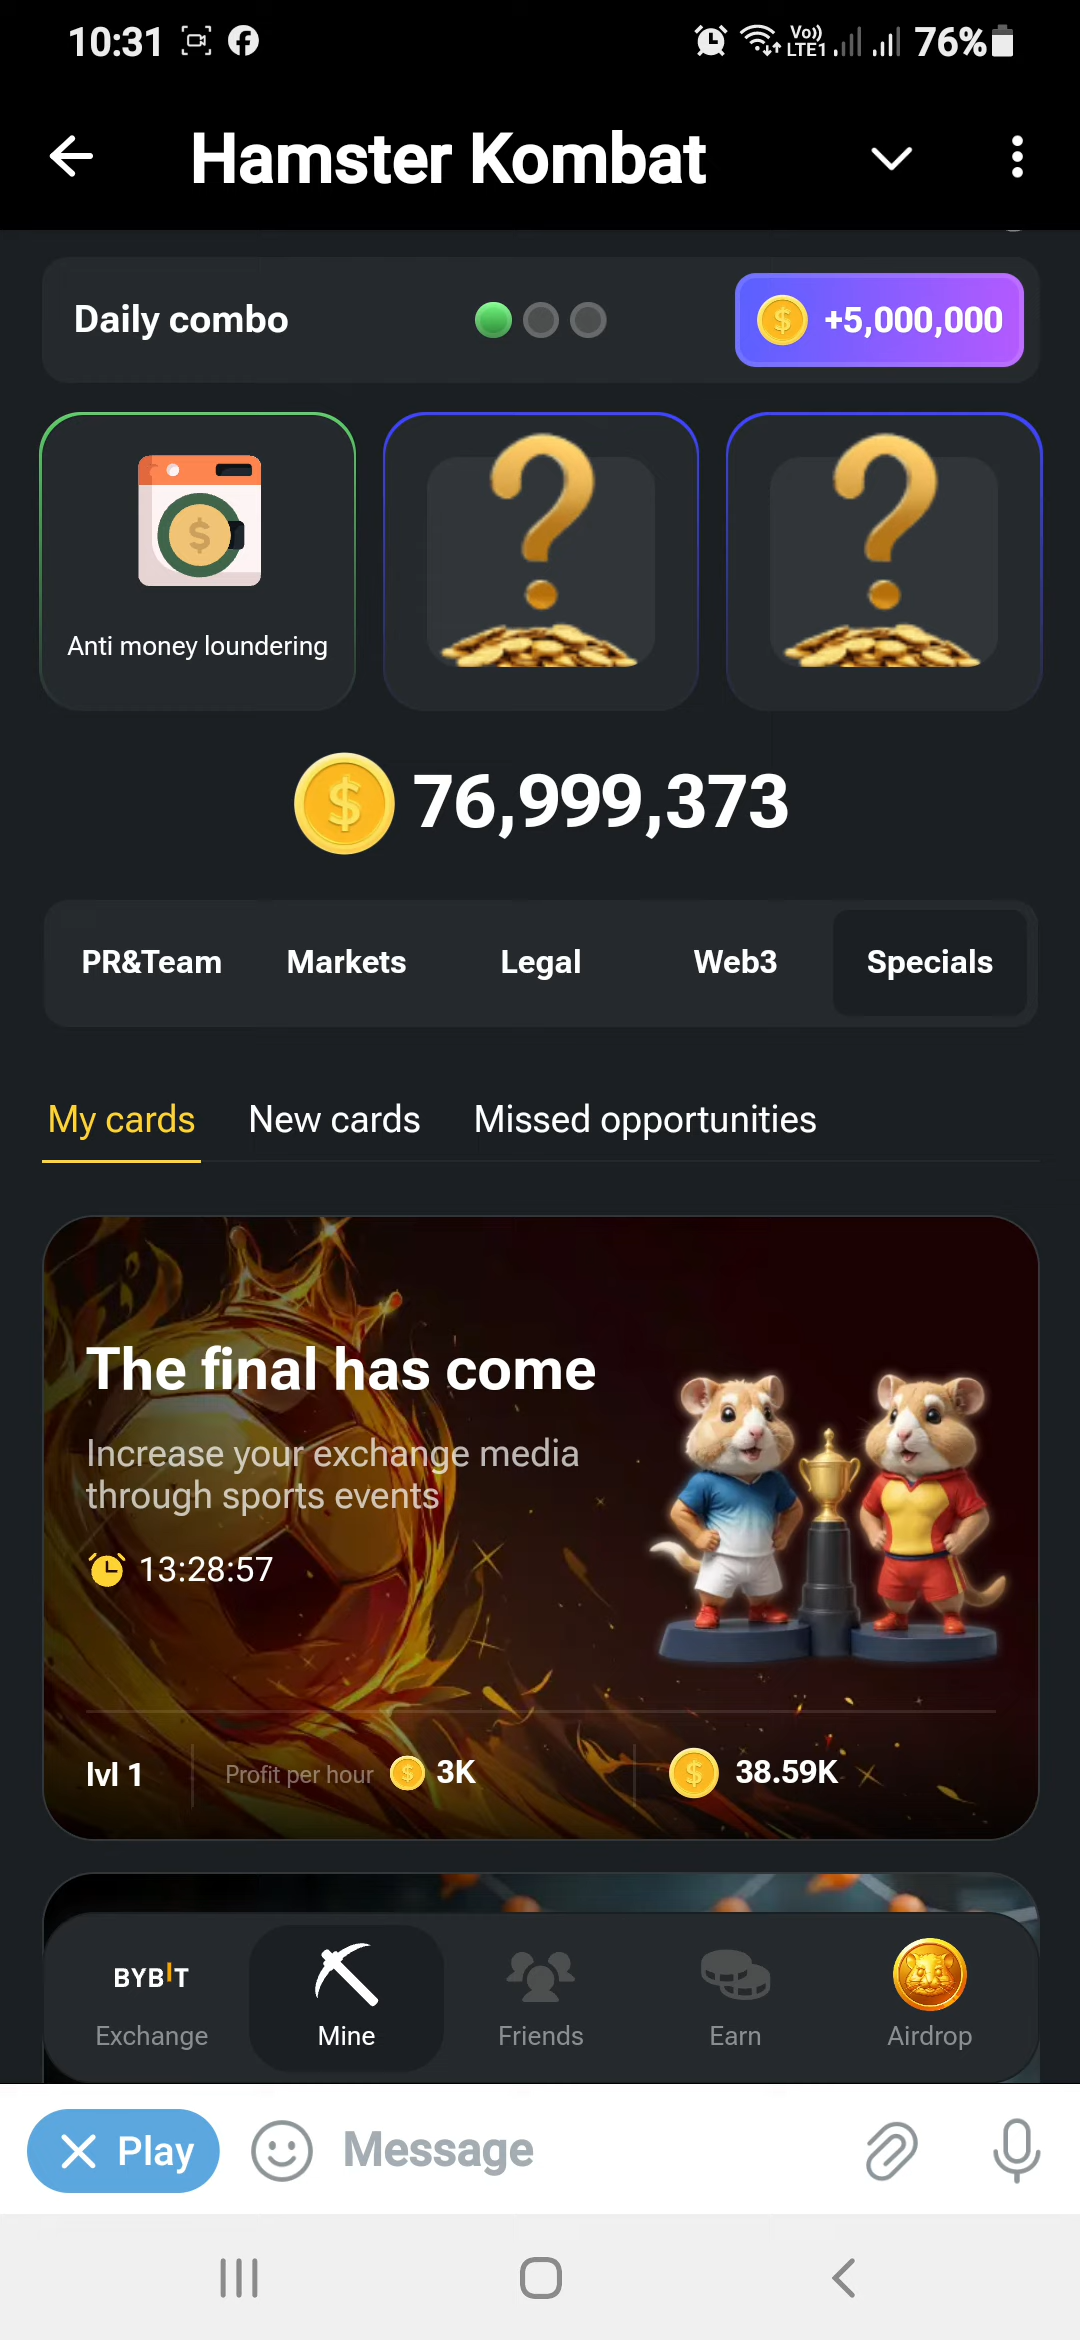 10:31
Vo))
LTE1
76%
Hamster Kombat
Daily combo
+5,000,000
Anti money loundering
76,999,373
PR&Team Markets Legal Web3 Specials
My cards New cards Missed opportunities
The final has come
Increase your exchange media
through sports events
13:28:57
lvl 1 Profit per hour 3K 38.59K
BYBIT
Exchange Mine Friends Earn Airdrop
Play Message